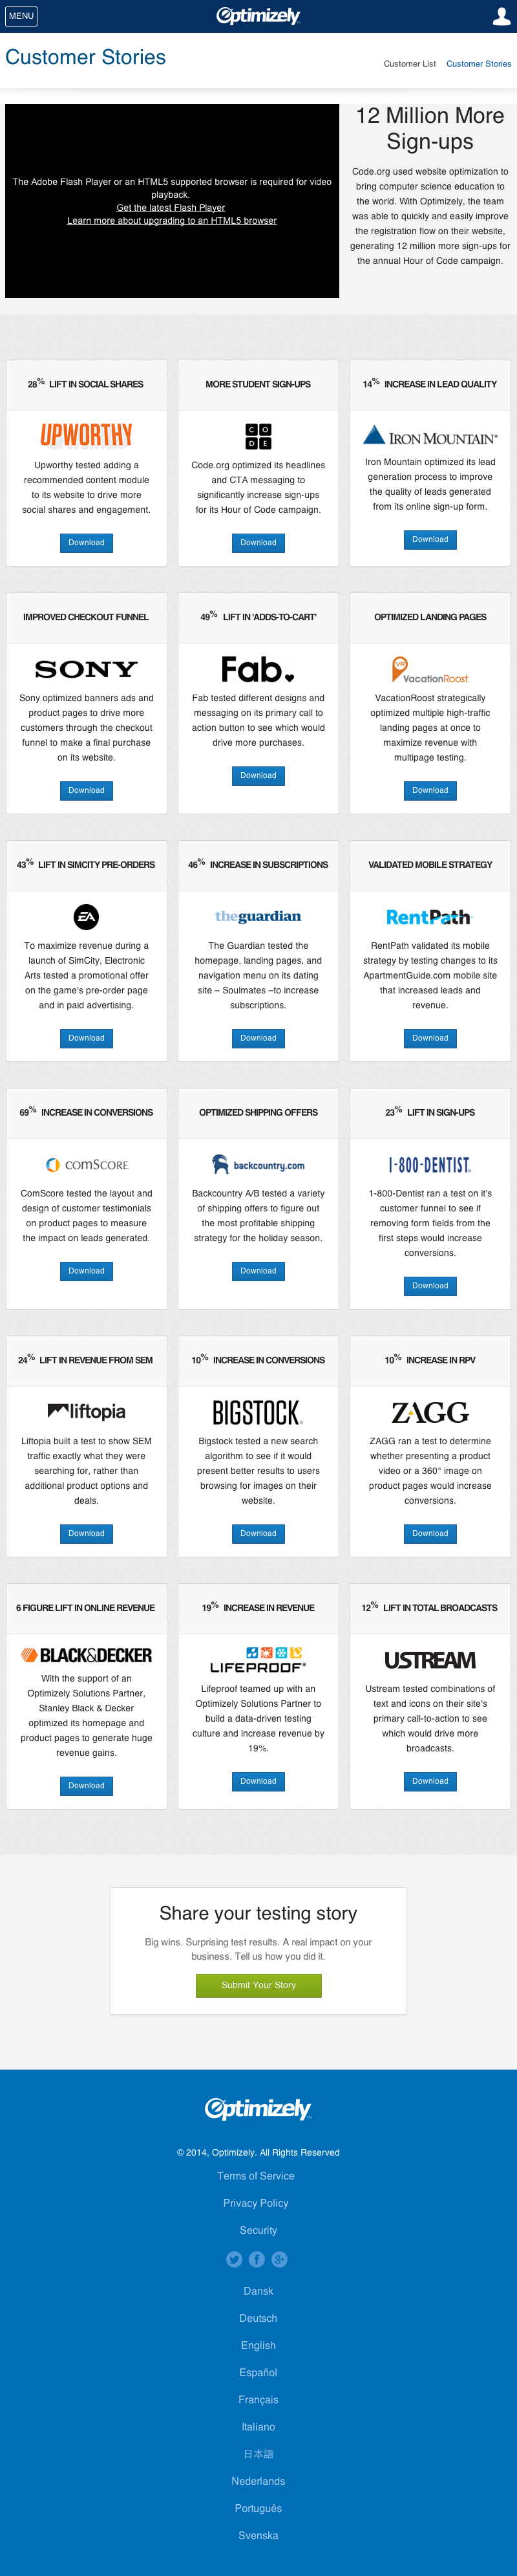 MENU
Optimizely
Customer Stories
Customer List
Customer Stories
The Adobe Flash Player or an HTML5 supported browser is required for video
playback.
Get the latest Flash Player
Learn more about upgrading to an HTML5 browser
12 Million More
Sign-ups
Code.org used website optimization to
bring computer science education to
the world. With Optimizely, the team
was able to quickly and easily improve
the registration flow on their website,
generating 12 million more sign-ups for
the annual Hour of Code campaign.
28% LIFT IN SOCIAL SHARES
UPWORTHY
Upworthy tested adding a
recommended content module
to its website to drive more
social shares and engagement.
Download
MORE STUDENT SIGN-UPS
CODE
Code.org optimized its headlines
and CTA messaging to
significantly increase sign-ups
for its Hour of Code campaign.
Download
14% INCREASE IN LEAD QUALITY
IRON MOUNTAIN®
Iron Mountain optimized its lead
generation process to improve
the quality of leads generated
from its online sign-up form.
Download
IMPROVED CHECKOUT FUNNEL
SONY
Sony optimized banners ads and
product pages to drive more
customers through the checkout
funnel to make a final purchase
on its website.
Download
49% LIFT IN 'ADDS-TO-CART'
Fab.
Fab tested different designs and
messaging on its primary call to
action button to see which would
drive more purchases.
Download
OPTIMIZED LANDING PAGES
VR
VacationRoost
VacationRoost strategically
optimized multiple high-traffic
landing pages at once to
maximize revenue with
multipage testing.
Download
43% LIFT IN SIMCITY PRE-ORDERS
EA
To maximize revenue during a
launch of SimCity, Electronic
Arts tested a promotional offer
on the game's pre-order page
and in paid advertising.
Download
46% INCREASE IN SUBSCRIPTIONS
theguardian
The Guardian tested the
homepage, landing pages, and
navigation menu on its dating
site – Soulmates –to increase
subscriptions.
Download
VALIDATED MOBILE STRATEGY
RentPath
RentPath validated its mobile
strategy by testing changes to its
ApartmentGuide.com mobile site
that increased leads and
revenue.
Download
69% INCREASE IN CONVERSIONS
comSCORE.
ComScore tested the layout and
design of customer testimonials
on product pages to measure
the impact on leads generated.
Download
OPTIMIZED SHIPPING OFFERS
backcountry.com
Backcountry A/B tested a variety
of shipping offers to figure out
the most profitable shipping
strategy for the holiday season.
Download
23% LIFT IN SIGN-UPS
1-800-DENTIST®
1-800-Dentist ran a test on it's
customer funnel to see if
removing form fields from the
first steps would increase
conversions.
Download
24% LIFT IN REVENUE FROM SEM
liftopia
Liftopia built a test to show SEM
traffic exactly what they were
searching for, rather than
additional product options and
deals.
Download
10% INCREASE IN CONVERSIONS
BIGSTOCK®
Bigstock tested a new search
algorithm to see if it would
present better results to users
browsing for images on their
website.
Download
10% INCREASE IN RPV
ZAGG
ZAGG ran a test to determine
whether presenting a product
video or a 360° image on
product pages would increase
conversions.
Download
6 FIGURE LIFT IN ONLINE REVENUE
BLACK&DECKER
With the support of an
Optimizely Solutions Partner,
Stanley Black & Decker
optimized its homepage and
product pages to generate huge
revenue gains.
Download
19% INCREASE IN REVENUE
LIFEPROOF®
Lifeproof teamed up with an
Optimizely Solutions Partner to
build a data-driven testing
culture and increase revenue by
19%.
Download
12% LIFT IN TOTAL BROADCASTS
USTREAM
Ustream tested combinations of
text and icons on their site's
primary call-to-action to see
which would drive more
broadcasts.
Download
Share your testing story
Big wins. Surprising test results. A real impact on your
business. Tell us how you did it.
Submit Your Story
Optimizely
© 2014, Optimizely. All Rights Reserved
Terms of Service
Privacy Policy
Security
Dansk
Deutsch
English
Español
Français
Italiano
日本語
Nederlands
Português
Svenska